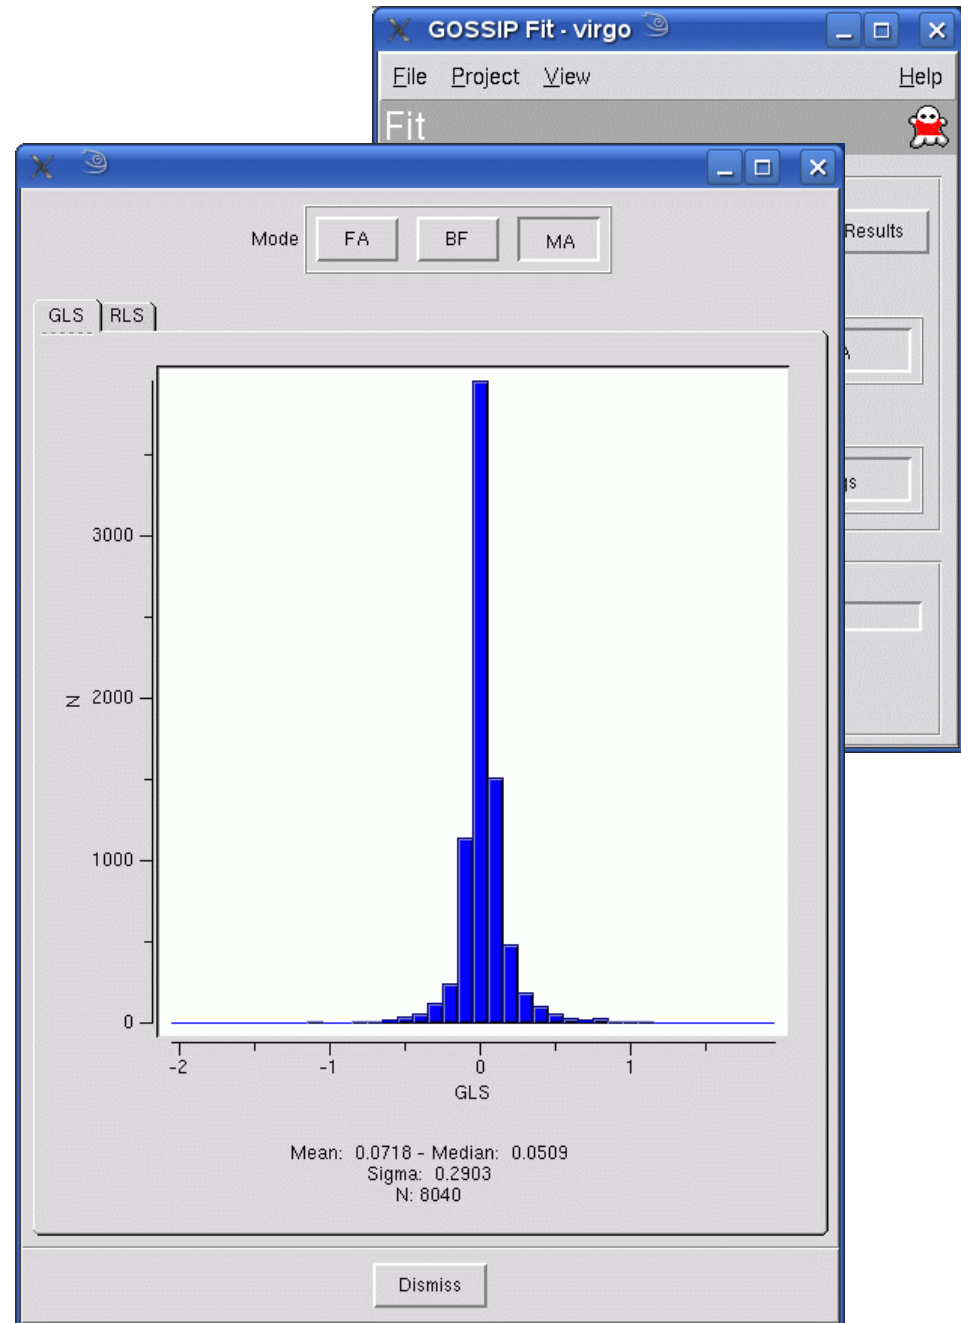 GOSSIP Fit - virgo
File Project View Help
Fit
Results
Mode FA BF MA
GLS RLS
3000
2000
1000
0
N
-2 -1 0 1
GLS
Mean: 0.0718 - Median: 0.0509
Sigma: 0.2903
N: 8040
Dismiss